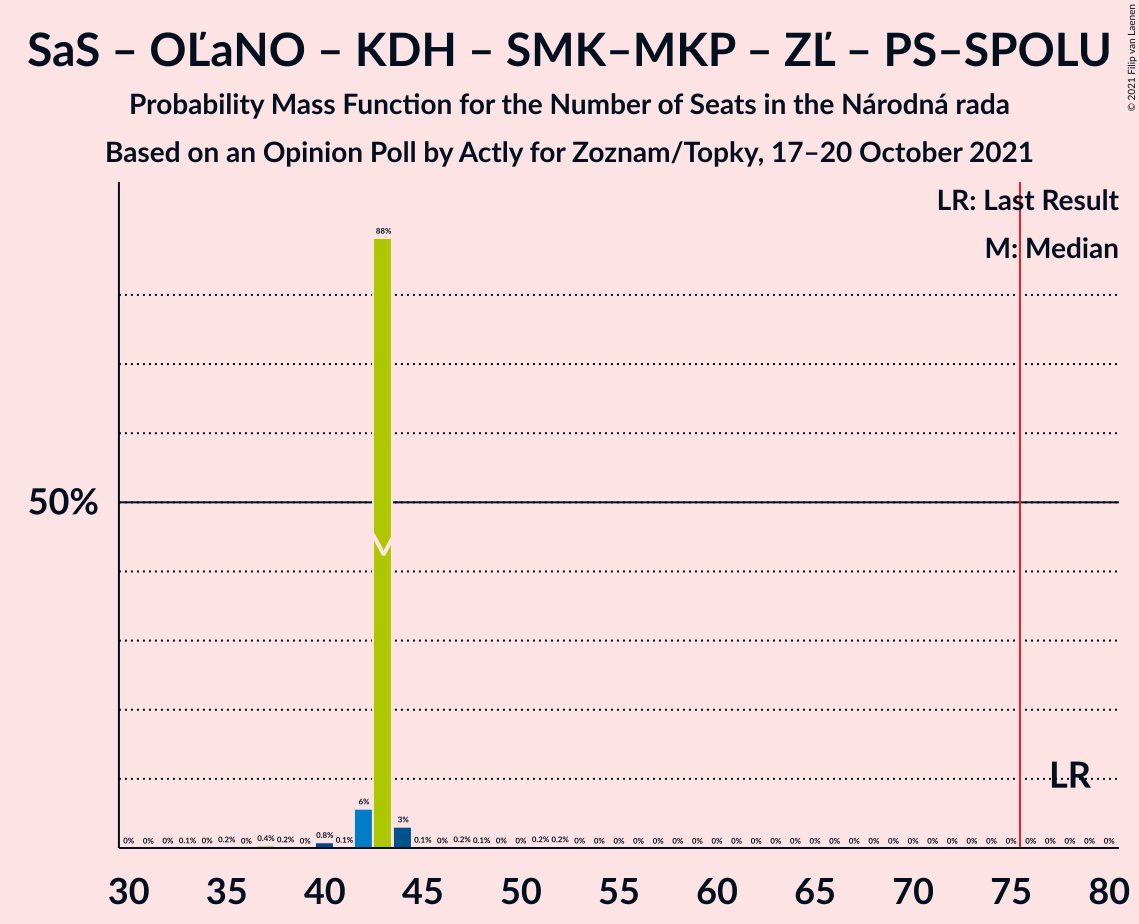 SaS – OĽaNO – KDH – SMK–MKP – ZĽ – PS–SPOLU
Probability Mass Function for the Number of Seats in the Národná rada
Based on an Opinion Poll by Actly for Zoznam/Topky, 17–20 October 2021
© 2021 Filip van Laenen
LR: Last Result
M: Median
88%
50%
M
LR
0% 0% 0% 0.1% 0% 0.2% 0% 0.4% 0.2% 0% 0.8% 0.1% 6% 3% 0.1% 0% 0.2% 0.1% 0% 0% 0.2% 0.2% 0% 0% 0% 0% 0% 0% 0% 0% 0% 0% 0% 0% 0% 0% 0% 0% 0% 0% 0% 0% 0% 0% 0% 0% 0% 0% 0% 0%
30 35 40 45 50 55 60 65 70 75 80